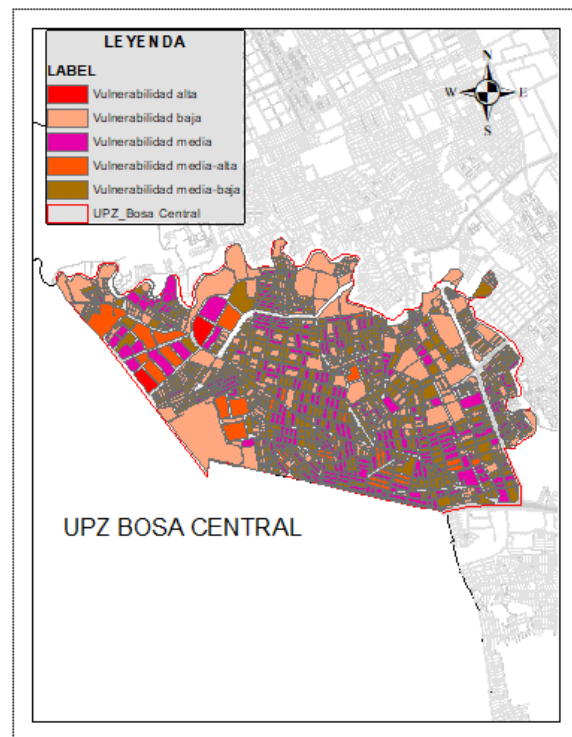 LEYENDA
LABEL
Vulnerabilidad alta
Vulnerabilidad baja
Vulnerabilidad media
Vulnerabilidad media-alta
Vulnerabilidad media-baja
UPZ_Bosa Central
N
W E
S
UPZ BOSA CENTRAL